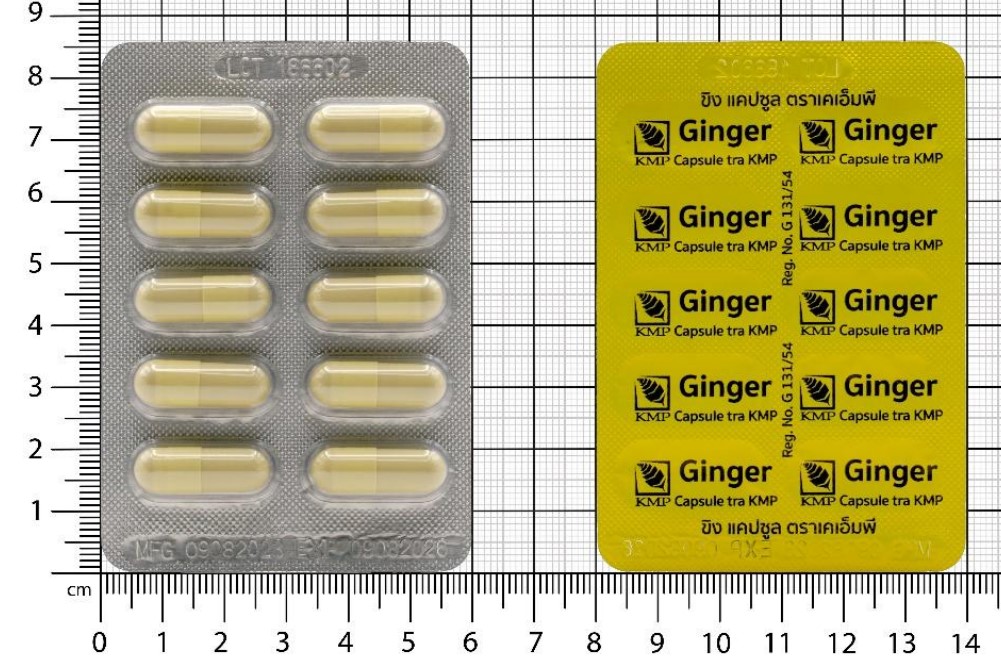 9
8
7
6
5
4
3
2
1
cm
0 1 2 3 4 5 6 7 8 9 10 11 12 13 14
LOT 166602
MFG 09082023 EXP 09082026
ขิง แคปซูล ตราเคเอ็มพี
Ginger Ginger
KMP Capsule tra KMP KMP Capsule tra KMP
Ginger Ginger
KMP Capsule tra KMP KMP Capsule tra KMP
Reg. No. G 131/54
Ginger Ginger
KMP Capsule tra KMP KMP Capsule tra KMP
Ginger Ginger
KMP Capsule tra KMP KMP Capsule tra KMP
Reg. No. G 131/54
Ginger Ginger
KMP Capsule tra KMP KMP Capsule tra KMP
ขิง แคปซูล ตราเคเอ็มพี